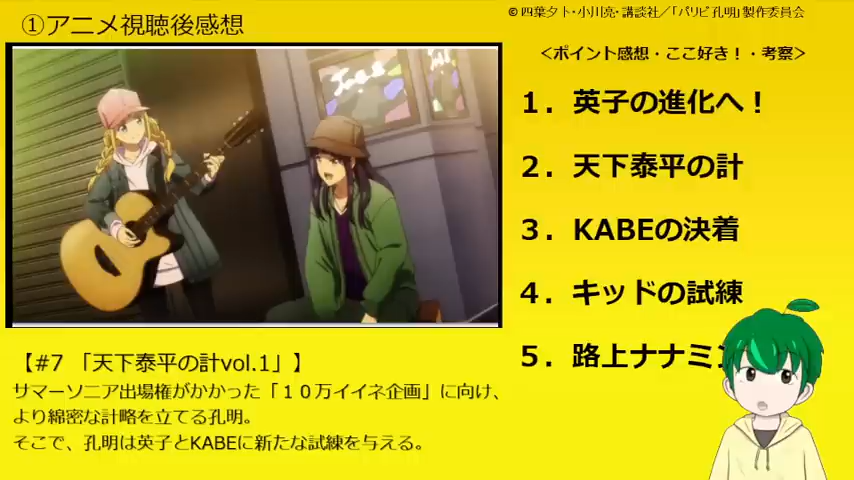 ①アニメ視聴後感想
© 四葉夕ト・小川亮・講談社／「パリピ孔明」製作委員会
＜ポイント感想・ここ好き！・考察＞
１．英子の進化へ！
２．天下泰平の計
３．KABEの決着
４．キッドの試練
５．路上ナナミン
【#7 「天下泰平の計vol.1」】
サマーソニア出場権がかかった「１０万イイネ企画」に向け、
より綿密な計略を立てる孔明。
そこで、孔明は英子とKABEに新たな試練を与える。